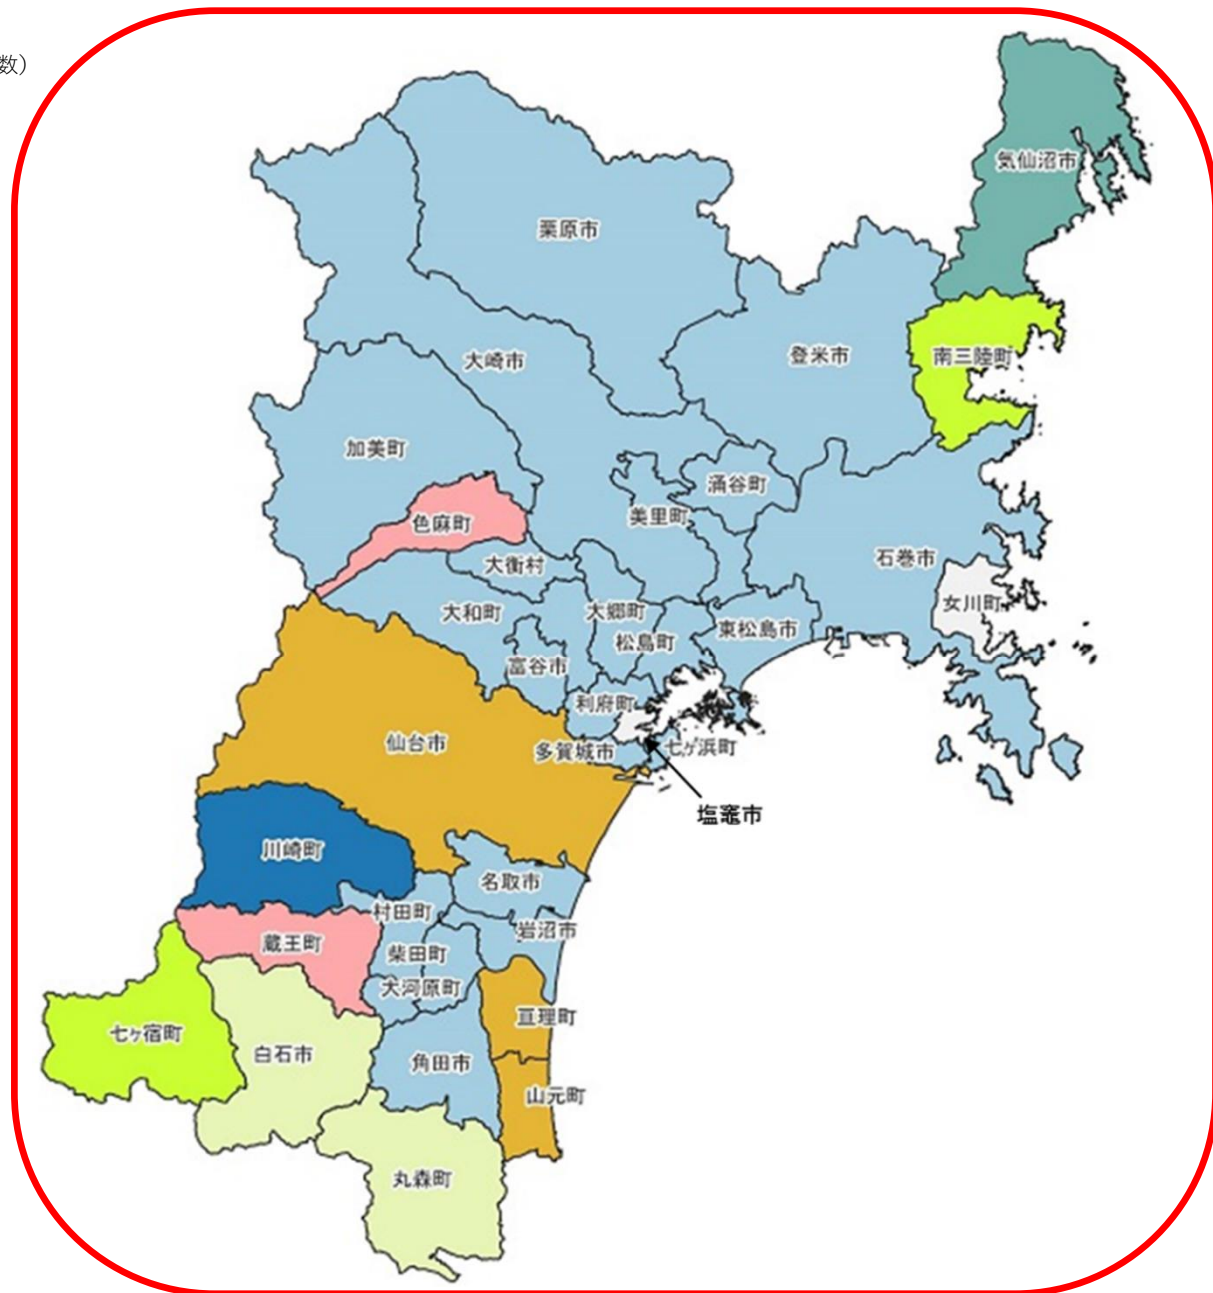 数）
気仙沼市
栗原市
登米市
南三陸町
大崎市
加美町
涌谷町
色麻町
美里町
石巻市
大衡村
女川町
大和町
大郷町
東松島市
松島町
富谷市
利府町
仙台市
多賀城市
七ヶ浜町
塩竈市
川崎町
名取市
村田町
岩沼市
蔵王町
柴田町
大河原町
亘理町
七ヶ宿町
白石市
角田市
山元町
丸森町